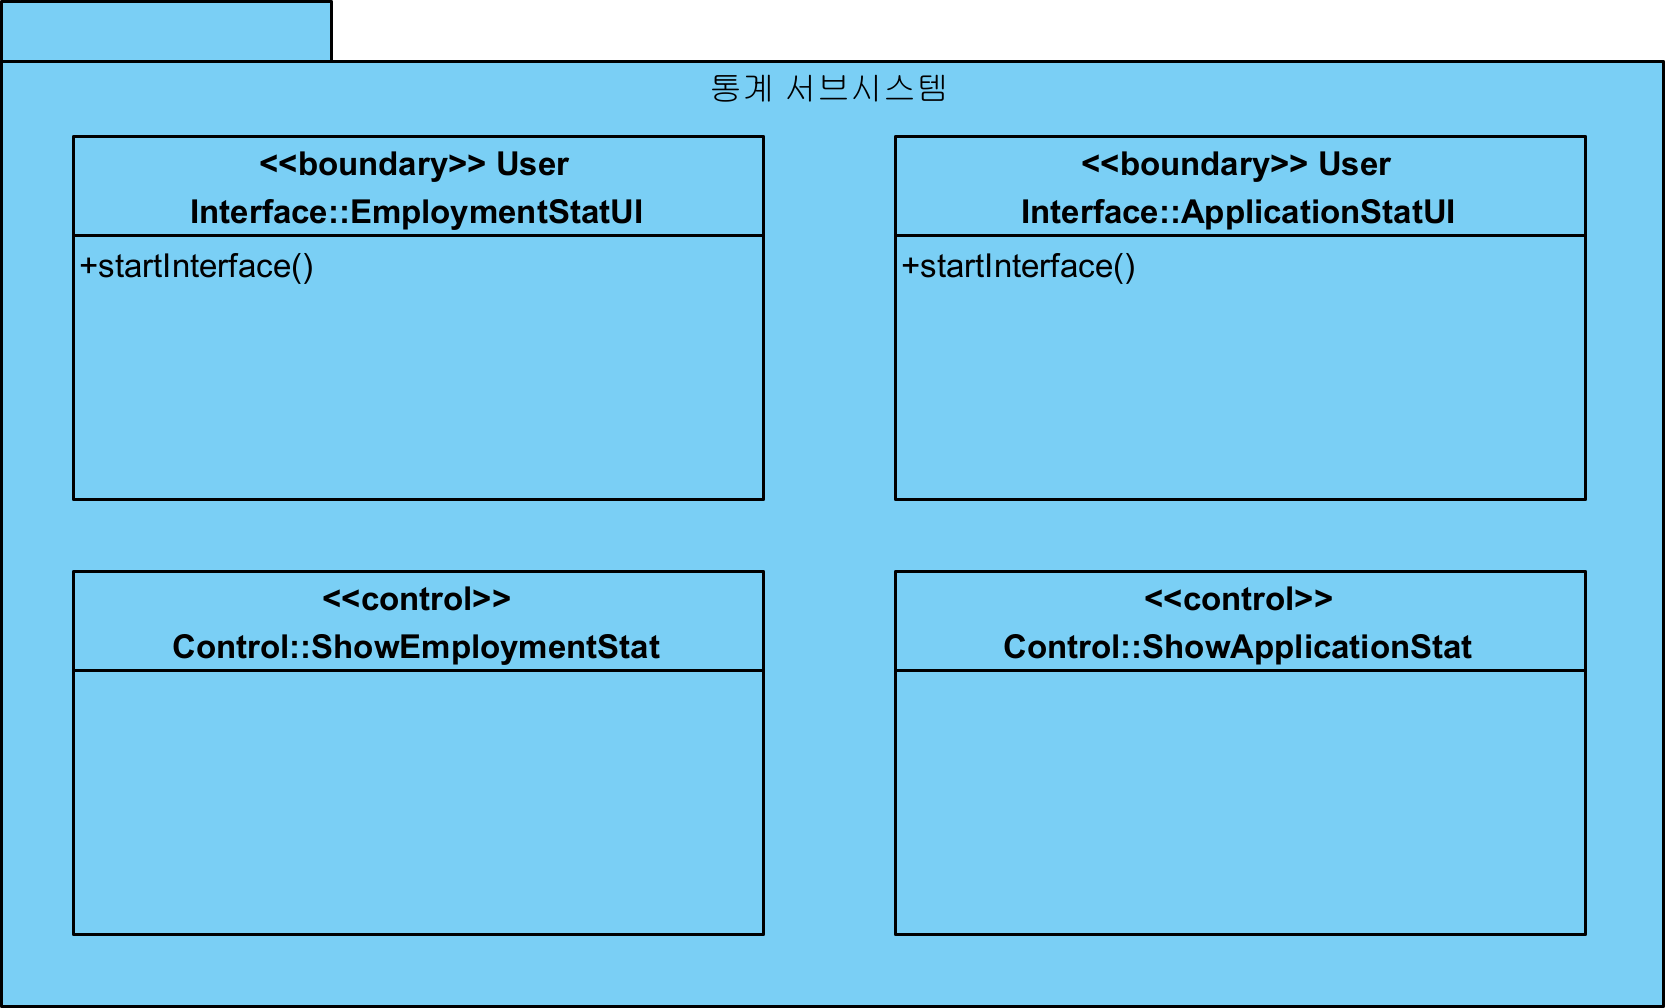 통계 서브시스템
<<boundary>> User
Interface::EmploymentStatUI
+startInterface()
<<boundary>> User
Interface::ApplicationStatUI
+startInterface()
<<control>>
Control::ShowEmploymentStat
<<control>>
Control::ShowApplicationStat